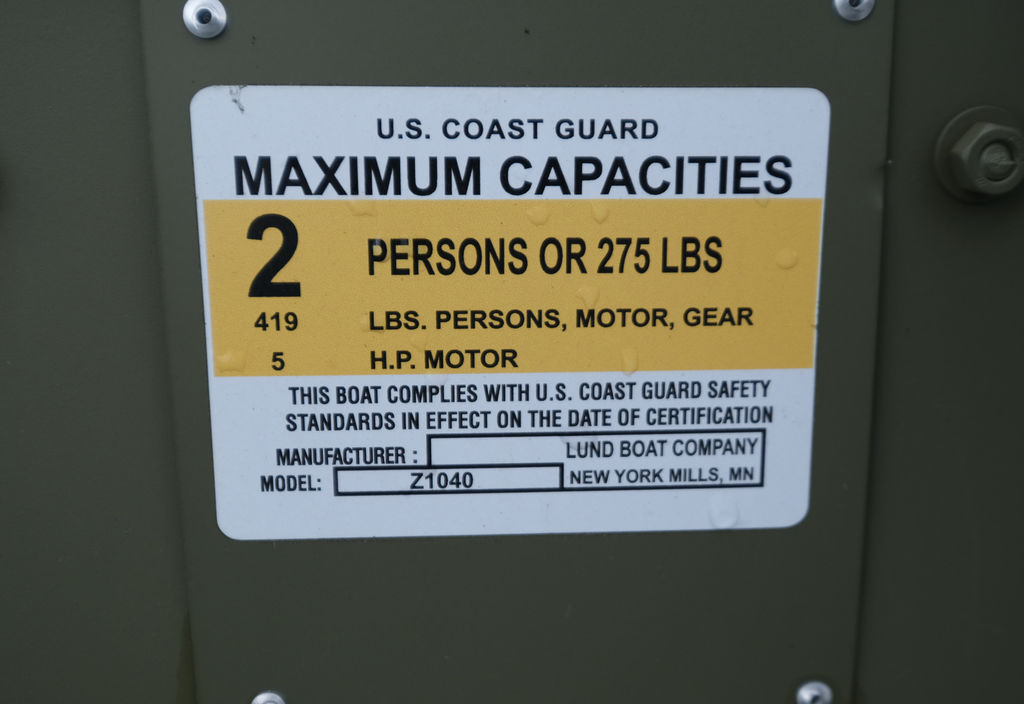 U.S. COAST GUARD
MAXIMUM CAPACITIES
2 PERSONS OR 275 LBS
419 LBS. PERSONS, MOTOR, GEAR
5 H.P. MOTOR
THIS BOAT COMPLIES WITH U.S. COAST GUARD SAFETY
STANDARDS IN EFFECT ON THE DATE OF CERTIFICATION
MANUFACTURER : LUND BOAT COMPANY
MODEL: Z1040 NEW YORK MILLS, MN